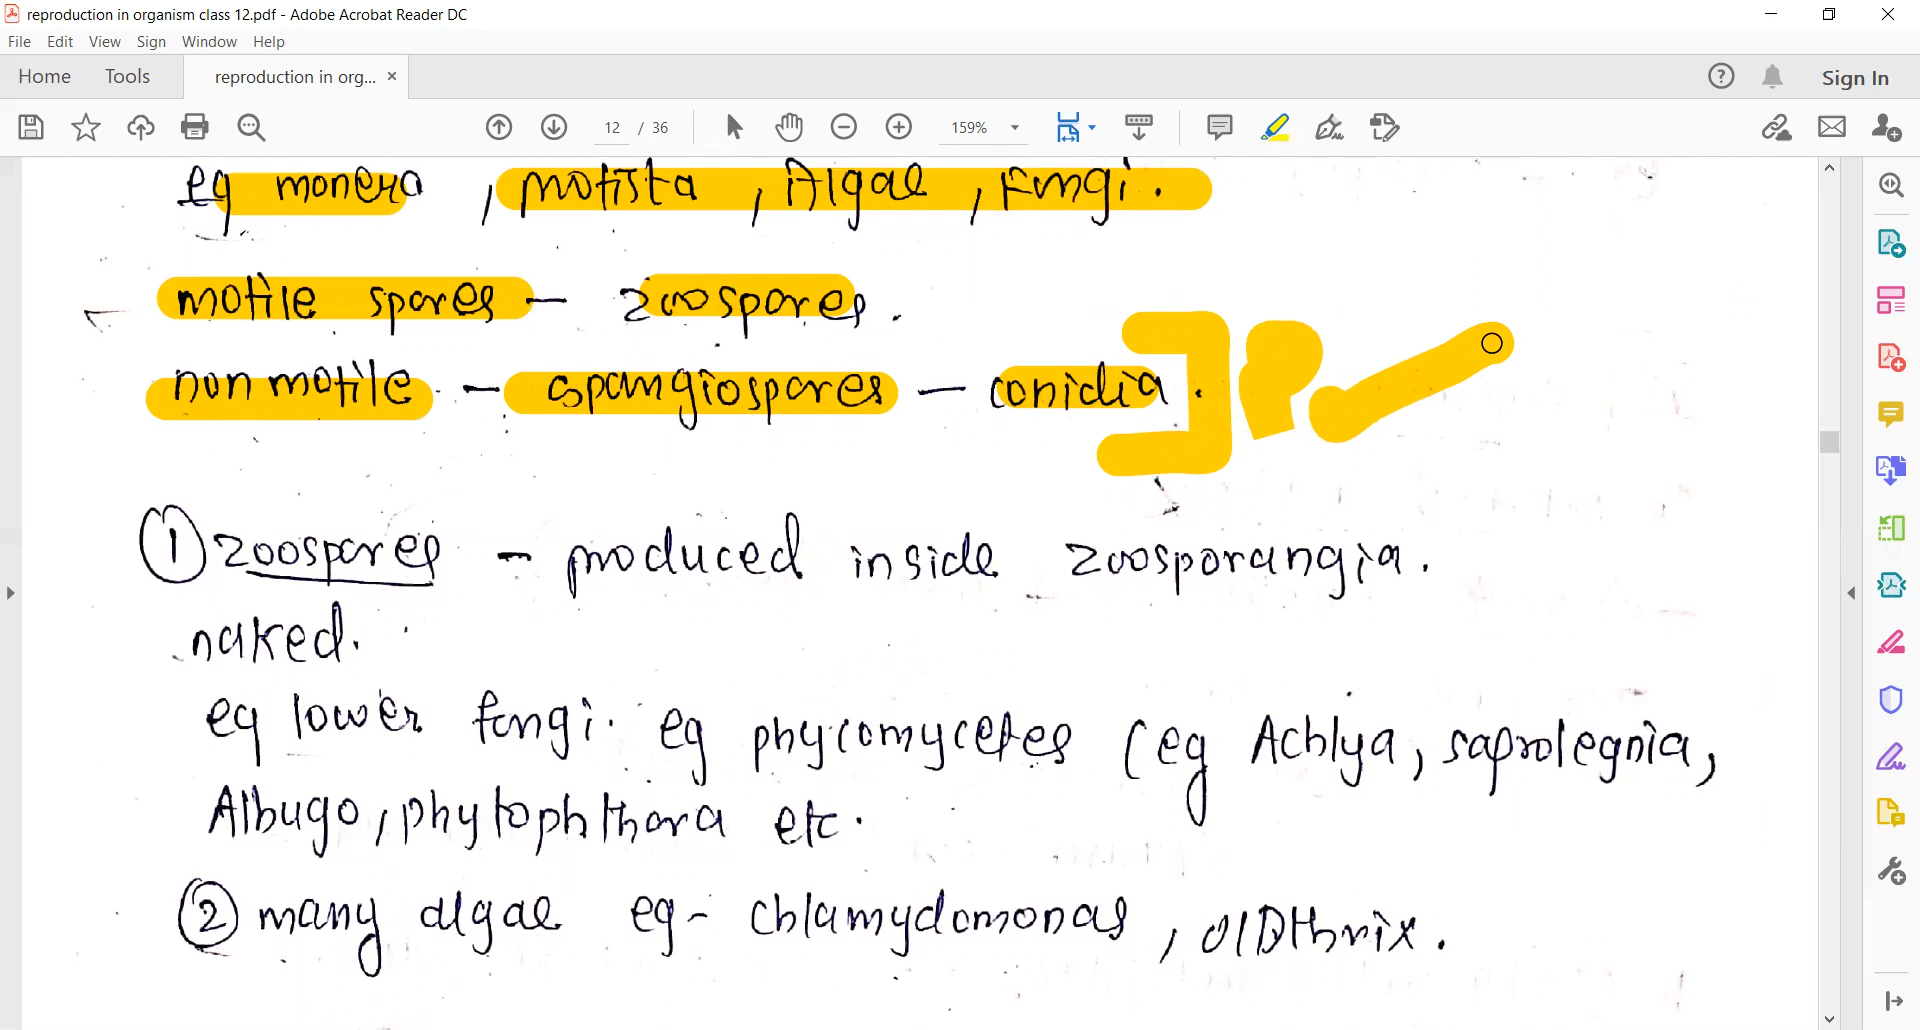 reproduction in organism class 12.pdf - Adobe Acrobat Reader DC
File Edit View Sign Window Help
Home Tools reproduction in org... × Sign In
12 / 36 159%
eg monera , protista , Algae , Fungi .
motile spores - zoospores .
non motile - spangiospores - conidia .
① zoospores - produced inside zoosporangia .
naked .
eg lower fungi . eg phycomycetes (eg Achlya , saprolegnia ,
Albugo , phytophthora etc .
② many algae eg - chlamydomonas , Ulothrix .